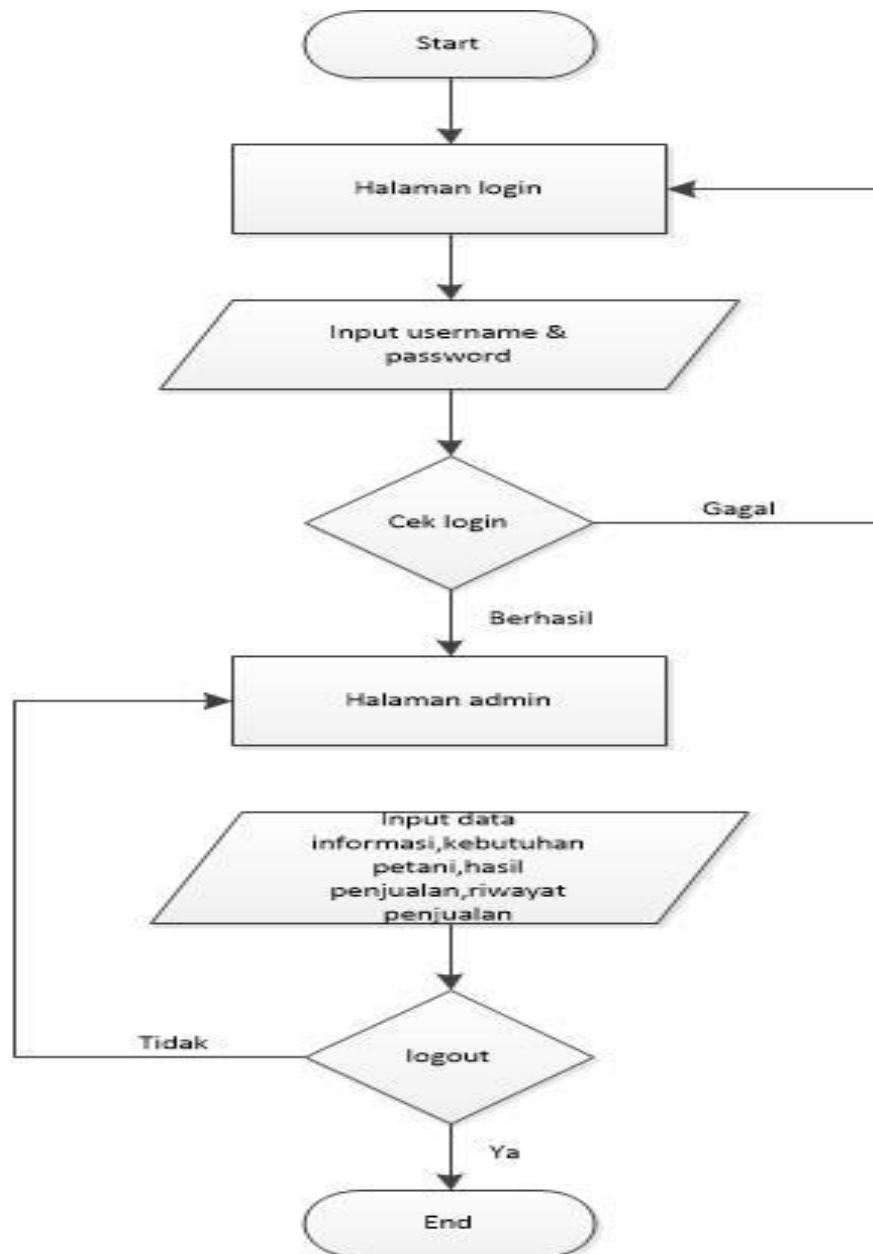 Start
Halaman login
Input username &
password
Cek login
Gagal
Berhasil
Halaman admin
Input data
informasi,kebutuhan
petani,hasil
penjualan,riwayat
penjualan
Tidak
logout
Ya
End